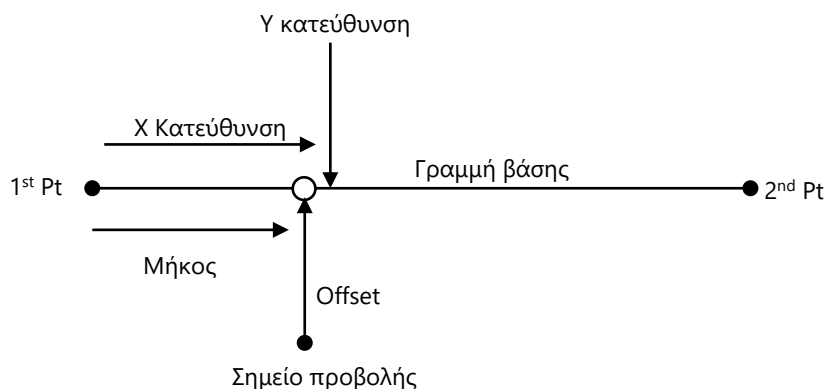 Υ κατεύθυνση
Χ Κατεύθυνση
Γραμμή βάσης
1st Pt
2nd Pt
Μήκος
Offset
Σημείο προβολής